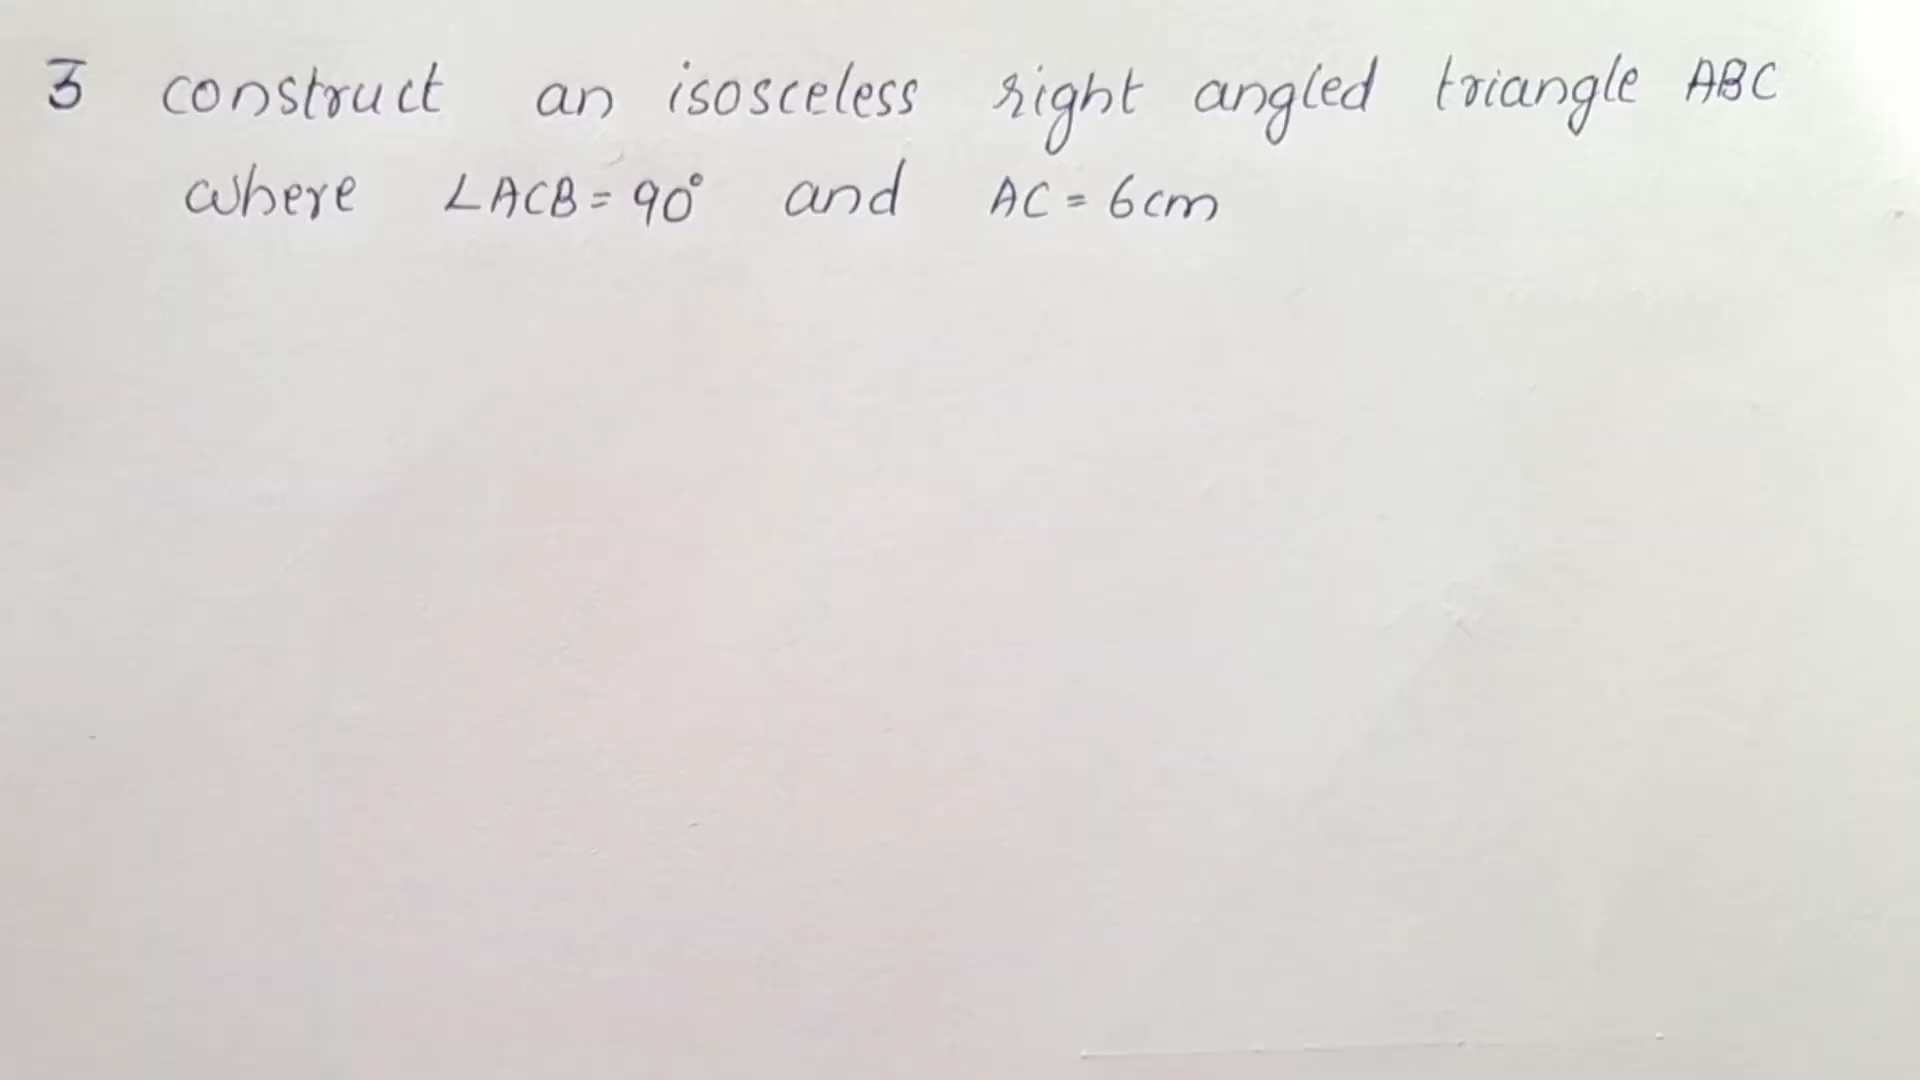 3 construct an isosceless right angled triangle ABC
where ∠ACB = 90° and AC = 6cm